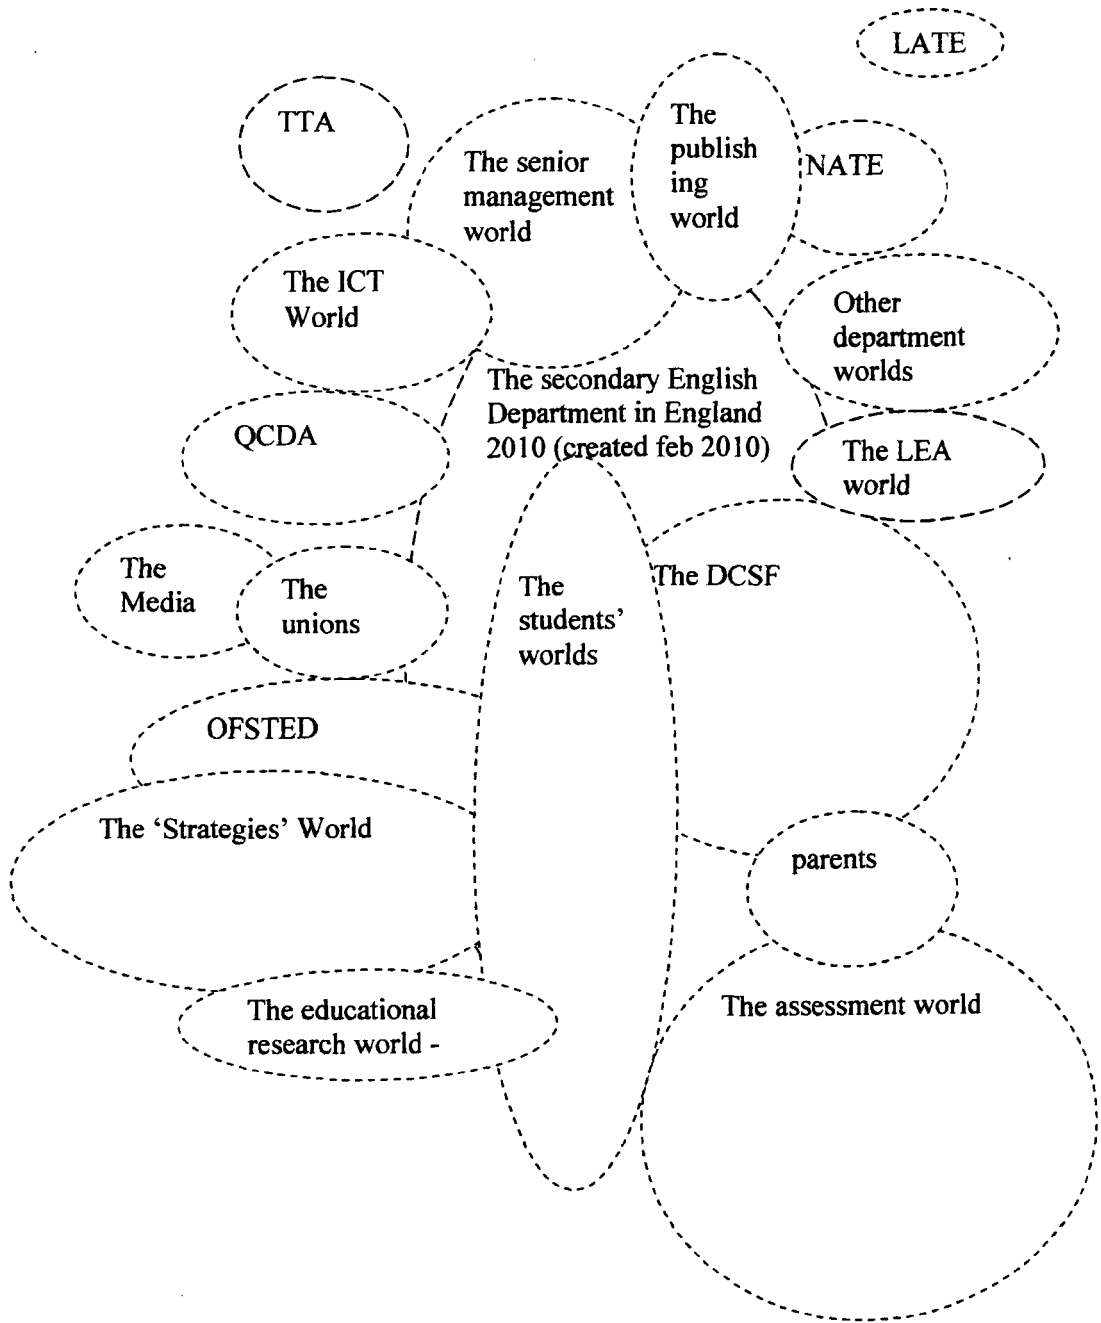 LATE
TTA
The
publish
ing
world
The senior
management
world
NATE
The ICT
World
Other
department
worlds
The secondary English
Department in England
2010 (created feb 2010)
QCDA
The LEA
world
The
Media
The
unions
The
students'
worlds
The DCSF
OFSTED
The 'Strategies' World
parents
The educational
research world -
The assessment world